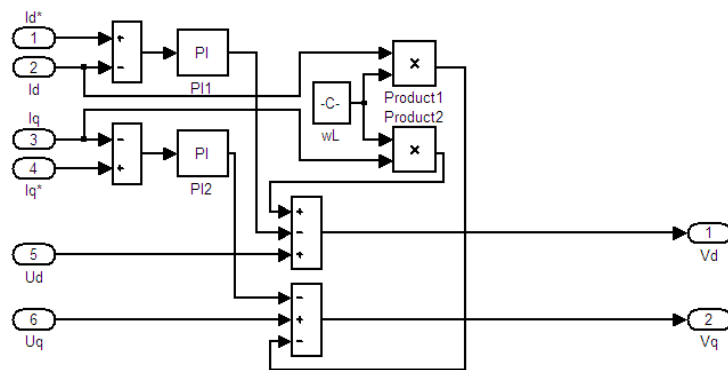 Id*
1
2
Id
Iq
3
4
Iq*
5
Ud
6
Uq
+
−
PI
PI1
−
+
PI
PI2
-C-
wL
×
Product1
Product2
×
+
−
+
−
+
−
1
Vd
2
Vq